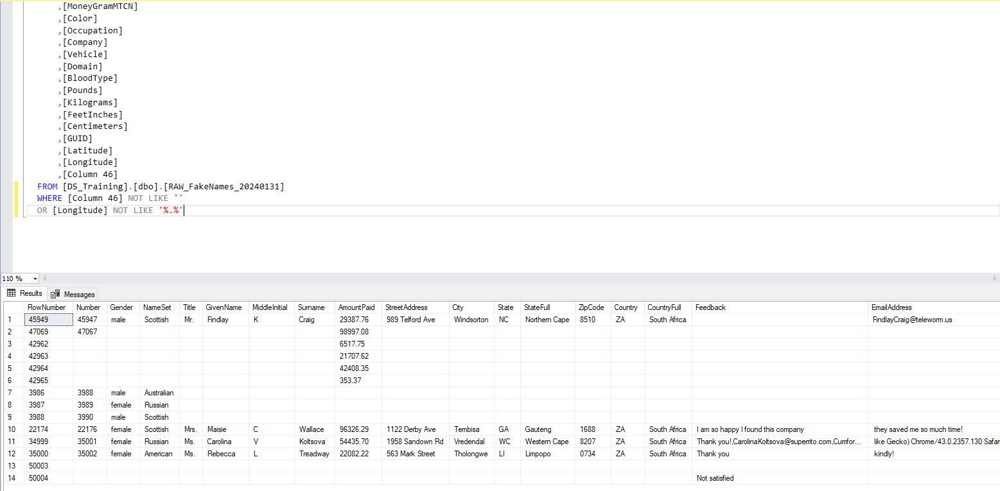 ,[MoneyGramMTCN]
,[Color]
,[Occupation]
,[Company]
,[Vehicle]
,[Domain]
,[BloodType]
,[Pounds]
,[Kilograms]
,[FeetInches]
,[Centimeters]
,[GUID]
,[Latitude]
,[Longitude]
,[Column 46]
FROM [DS_Training].[dbo].[RAW_FakeNames_20240131]
WHERE [Column 46] NOT LIKE ''
OR [Longitude] NOT LIKE '%.%'
110 %
Results Messages
RowNumber Number Gender NameSet Title GivenName MiddleInitial Surname AmountPaid StreetAddress City State StateFull ZipCode Country CountryFull Feedback EmailAddress
1 45949 45947 male Scottish Mr. Findlay K Craig 29387.76 989 Telford Ave Windsorton NC Northern Cape 8510 ZA South Africa FindlayCraig@teleworm.us
2 47069 47067 98997.08
3 42962 6517.75
4 42963 21707.62
5 42964 42408.35
6 42965 353.37
7 3986 3988 male Australian
8 3987 3989 female Russian
9 3988 3990 male Scottish
10 22174 22176 female Scottish Mrs. Maisie C Wallace 96326.29 1122 Derby Ave Tembisa GA Gauteng 1688 ZA South Africa I am so happy I found this company they saved me so much time!
11 34999 35001 female Russian Ms. Carolina V Koltsova 54435.70 1958 Sandown Rd Vredendal WC Western Cape 8207 ZA South Africa Thank you!,CarolinaKoltsova@superrito.com,Cumfor... like Gecko) Chrome/43.0.2357.130 Safar
12 35000 35002 female American Ms. Rebecca L Treadway 22082.22 563 Mark Street Tholongwe LI Limpopo 0734 ZA South Africa Thank you kindly!
13 50003
14 50004 Not satisfied